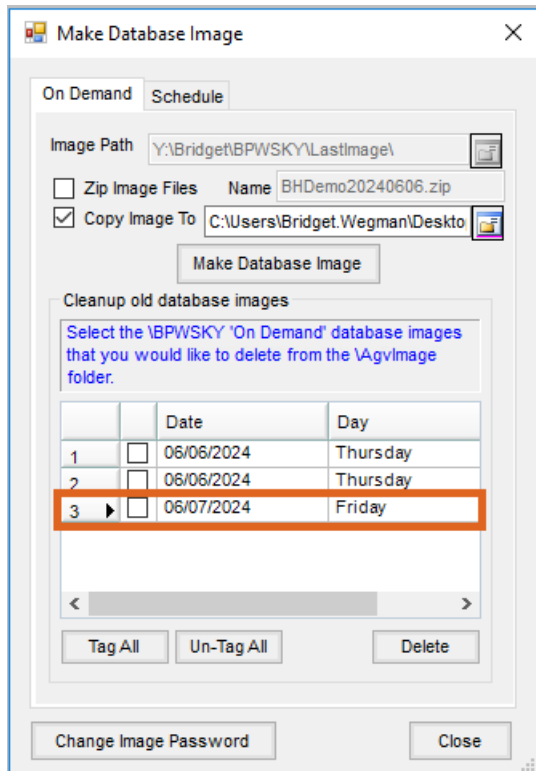 Make Database Image
On Demand Schedule
Image Path Y:\Bridget\BPWSKY\LastImage\
Zip Image Files Name BHDemo20240606.zip
Copy Image To C:\Users\Bridget.Wegman\Deskto
Make Database Image
Cleanup old database images
Select the \BPWSKY 'On Demand' database images
that you would like to delete from the \AgvImage
folder.
Date Day
1 06/06/2024 Thursday
2 06/06/2024 Thursday
3 06/07/2024 Friday
Tag All Un-Tag All Delete
Change Image Password Close